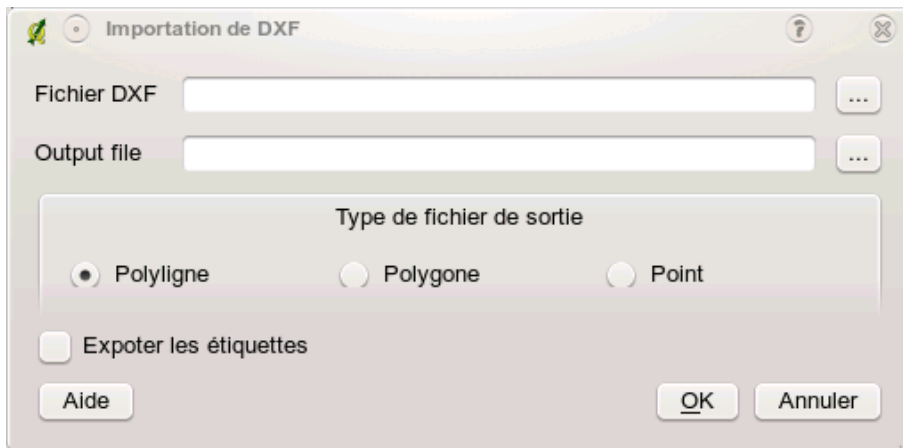 Importation de DXF
Fichier DXF ...
Output file ...
Type de fichier de sortie
Polyligne Polygone Point
Expoter les étiquettes
Aide OK Annuler